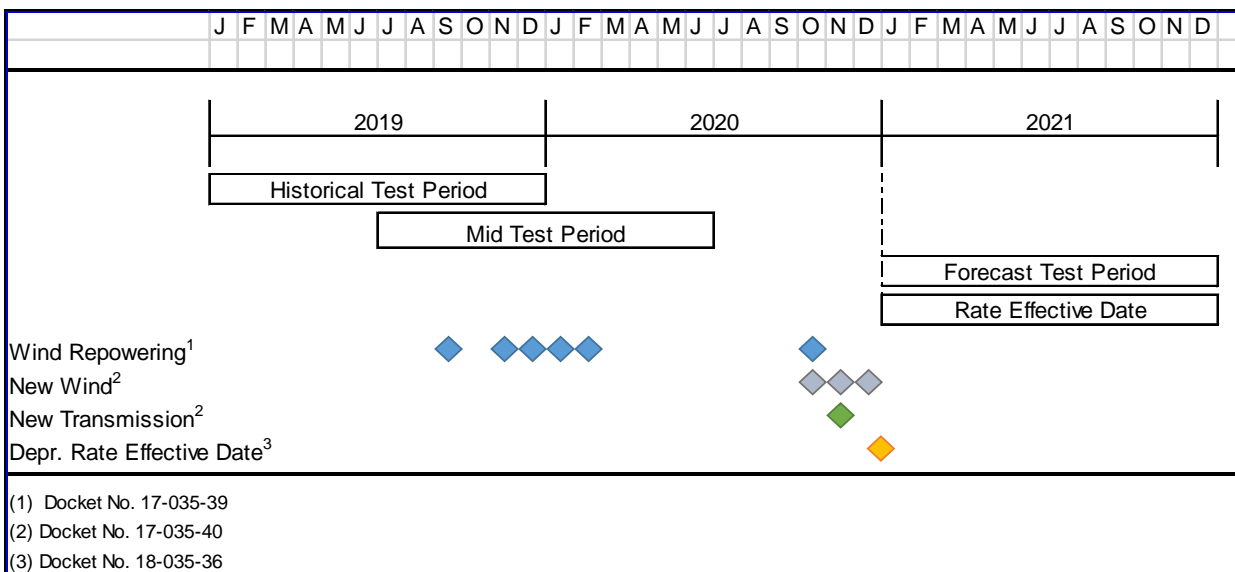 J F M A M J J A S O N D J F M A M J J A S O N D J F M A M J J A S O N D
2019 2020 2021
Historical Test Period
Mid Test Period
Forecast Test Period
Rate Effective Date
Wind Repowering1
New Wind2
New Transmission2
Depr. Rate Effective Date3
(1) Docket No. 17-035-39
(2) Docket No. 17-035-40
(3) Docket No. 18-035-36